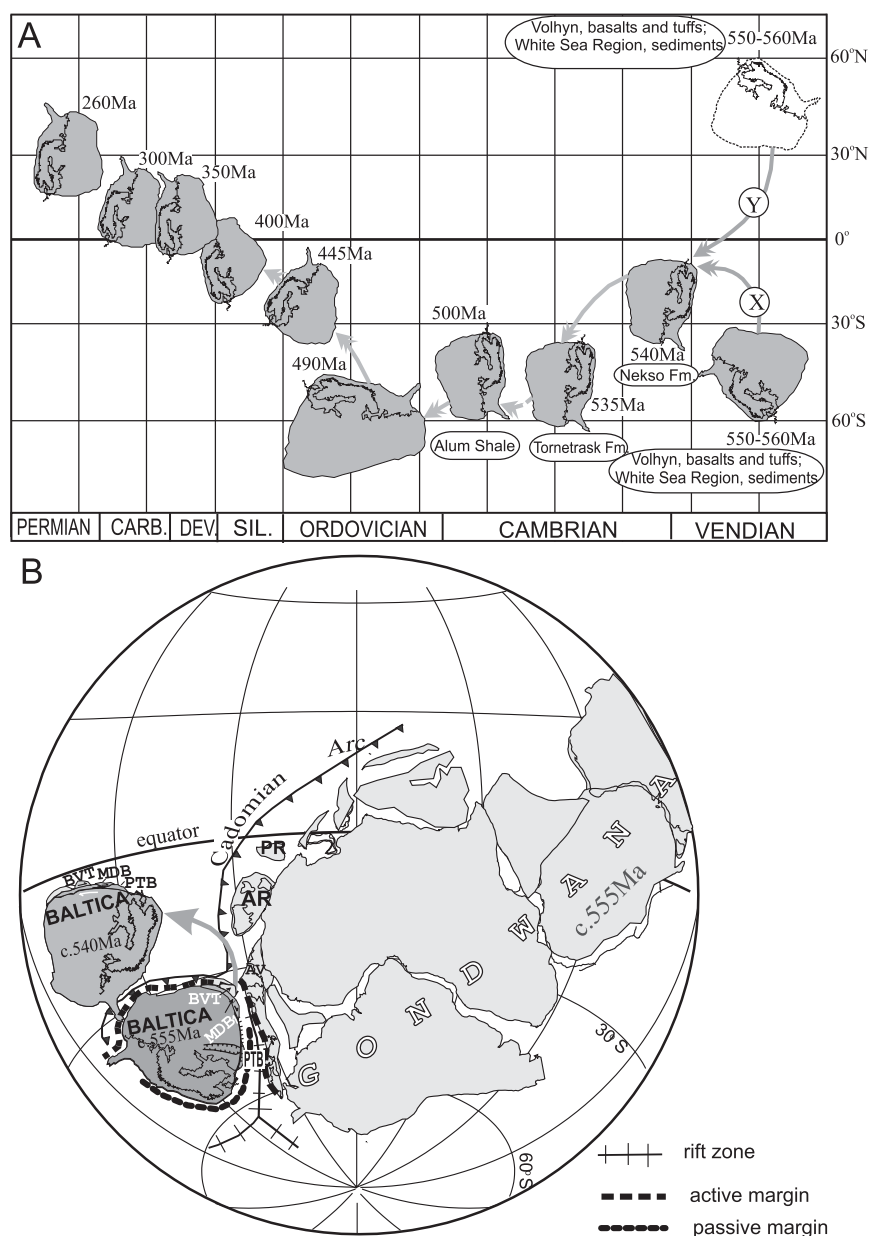 A
Volhyn, basalts and tuffs;
White Sea Region, sediments
550-560Ma
60°N
260Ma
300Ma
30°N
350Ma
Y
400Ma
0°
445Ma
X
500Ma
30°S
490Ma
540Ma
Nekso Fm.
535Ma
60°S
Alum Shale
Tornetrask Fm.
550-560Ma
Volhyn, basalts and tuffs;
White Sea Region, sediments
PERMIAN
CARB.
DEV.
SIL.
ORDOVICIAN
CAMBRIAN
VENDIAN
B
Cadomian Arc
equator
PR
BVT MDB
PTB
BALTICA
c.540Ma
AR
AV
BVT
BALTICA
c.555Ma
MDB
PTB
GONDWANA
c.555Ma
30 S
60°S
rift zone
active margin
passive margin